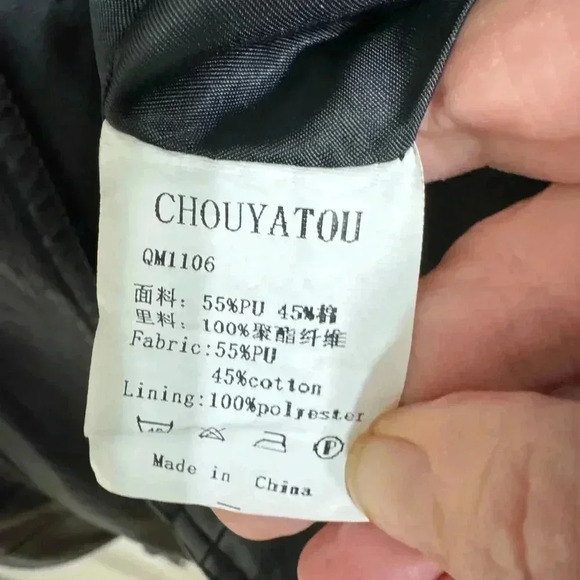 CHOUYATOU
QM1106
面料: 55%PU 45%棉
里料: 100%聚酯纤维
Fabric:55%PU
45%cotton
Lining:100%polyester
40
P
Made in China